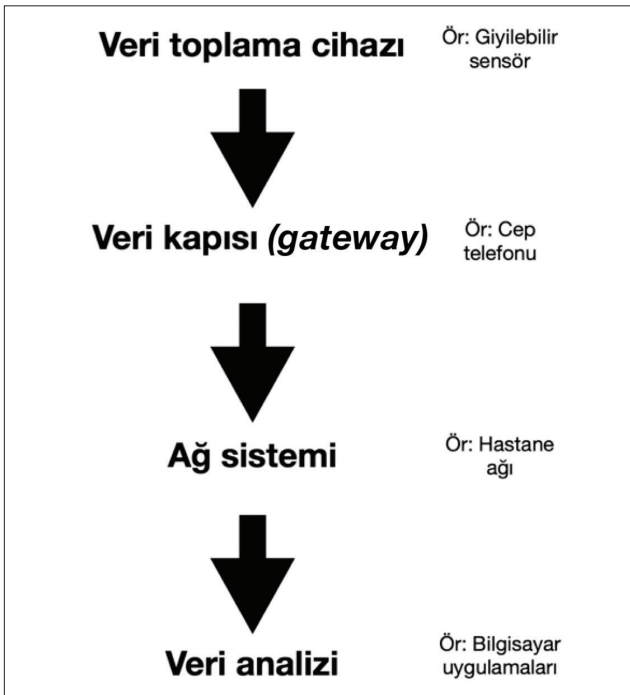 Veri toplama cihazı
Ör: Giyilebilir
sensör
Veri kapısı (gateway)
Ör: Cep
telefonu
Ağ sistemi
Ör: Hastane
ağı
Veri analizi
Ör: Bilgisayar
uygulamaları